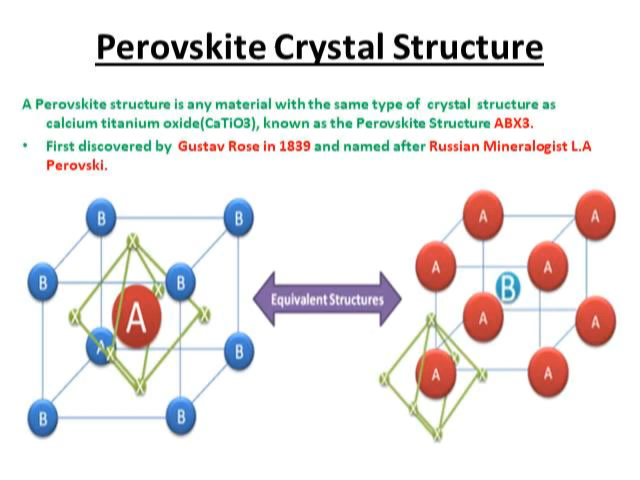 Perovskite Crystal Structure
A Perovskite structure is any material with the same type of crystal structure as
calcium titanium oxide(CaTiO3), known as the Perovskite Structure ABX3.
• First discovered by Gustav Rose in 1839 and named after Russian Mineralogist L.A
Perovski.
B B
B X B
X
X A X
A X B
X
B B
Equivalent Structures
A A
A A
B
A A
X
X A X A
X
X